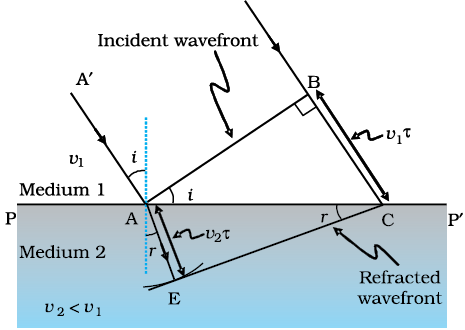 Incident wavefront
A′
B
v₁τ
v₁
i
i
Medium 1
P
A
r
C
P′
v₂τ
Medium 2
r
E
Refracted
wavefront
v₂ < v₁